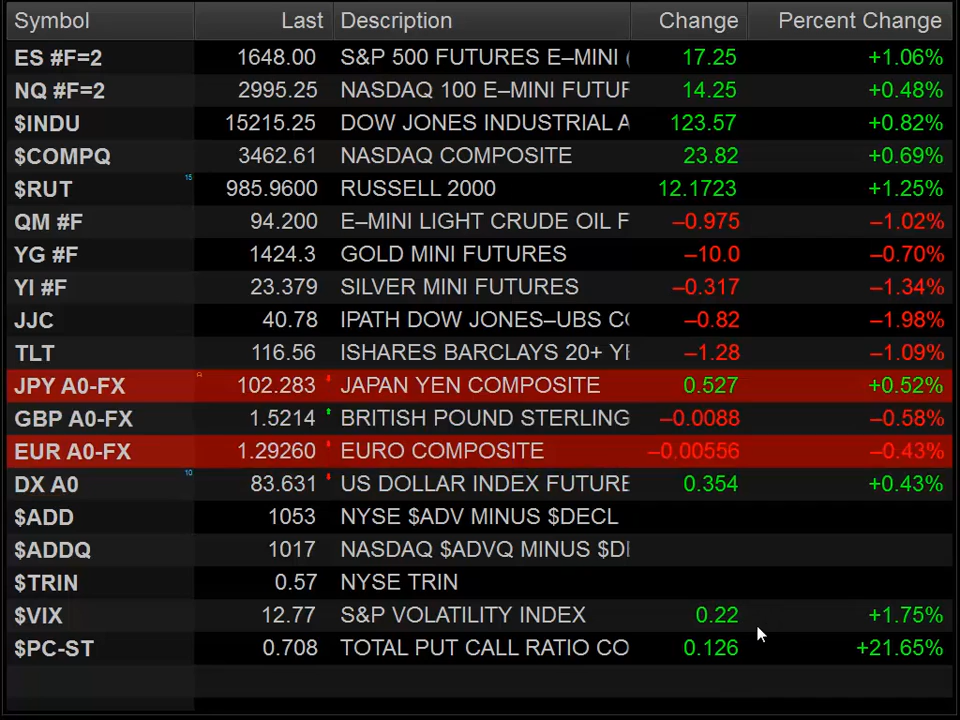 Symbol Last Description Change Percent Change
ES #F=2 1648.00 S&P 500 FUTURES E–MINI ( 17.25 +1.06%
NQ #F=2 2995.25 NASDAQ 100 E–MINI FUTUR 14.25 +0.48%
$INDU 15215.25 DOW JONES INDUSTRIAL A 123.57 +0.82%
$COMPQ 3462.61 NASDAQ COMPOSITE 23.82 +0.69%
$RUT 15 985.9600 RUSSELL 2000 12.1723 +1.25%
QM #F 94.200 E–MINI LIGHT CRUDE OIL F –0.975 –1.02%
YG #F 1424.3 GOLD MINI FUTURES –10.0 –0.70%
YI #F 23.379 SILVER MINI FUTURES –0.317 –1.34%
JJC 40.78 IPATH DOW JONES–UBS CO –0.82 –1.98%
TLT 116.56 ISHARES BARCLAYS 20+ YE –1.28 –1.09%
JPY A0-FX 102.283 JAPAN YEN COMPOSITE 0.527 +0.52%
GBP A0-FX 1.5214 BRITISH POUND STERLING –0.0088 –0.58%
EUR A0-FX 1.29260 EURO COMPOSITE –0.00556 –0.43%
DX A0 10 83.631 US DOLLAR INDEX FUTURE 0.354 +0.43%
$ADD 1053 NYSE $ADV MINUS $DECL
$ADDQ 1017 NASDAQ $ADVQ MINUS $DI
$TRIN 0.57 NYSE TRIN
$VIX 12.77 S&P VOLATILITY INDEX 0.22 +1.75%
$PC-ST 0.708 TOTAL PUT CALL RATIO CO 0.126 +21.65%